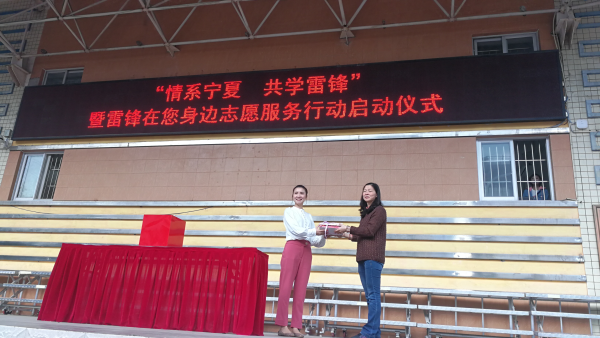 “情系宁夏　共学雷锋”
暨雷锋在您身边志愿服务行动启动仪式